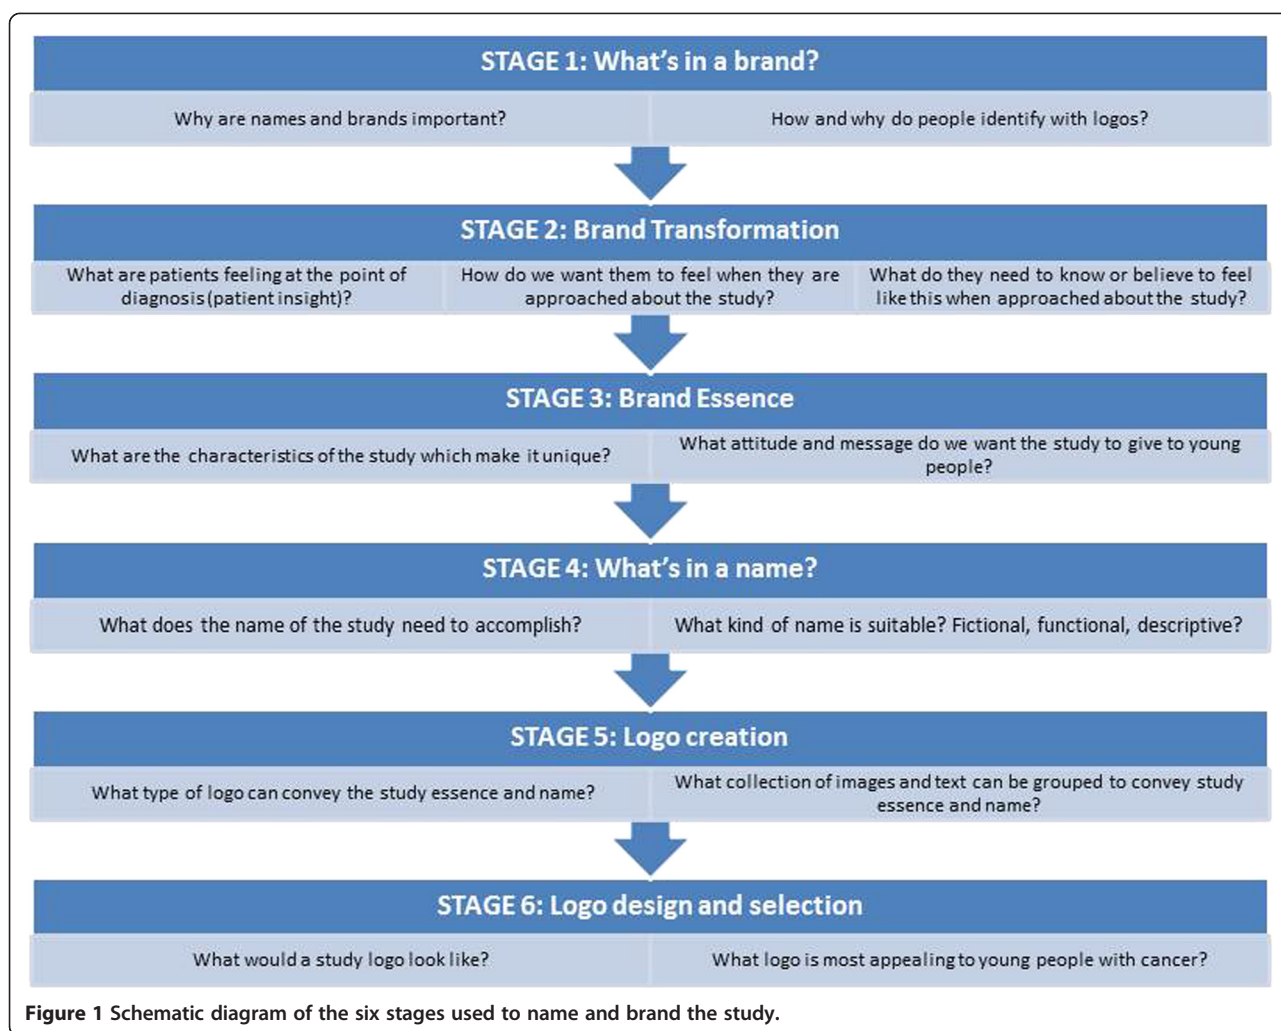 STAGE 1: What's in a brand?
Why are names and brands important?
How and why do people identify with logos?
STAGE 2: Brand Transformation
What are patients feeling at the point of
diagnosis (patient insight)?
How do we want them to feel when they are
approached about the study?
What do they need to know or believe to feel
like this when approached about the study?
STAGE 3: Brand Essence
What are the characteristics of the study which make it unique?
What attitude and message do we want the study to give to young
people?
STAGE 4: What's in a name?
What does the name of the study need to accomplish?
What kind of name is suitable? Fictional, functional, descriptive?
STAGE 5: Logo creation
What type of logo can convey the study essence and name?
What collection of images and text can be grouped to convey study
essence and name?
STAGE 6: Logo design and selection
What would a study logo look like?
What logo is most appealing to young people with cancer?
Figure 1 Schematic diagram of the six stages used to name and brand the study.